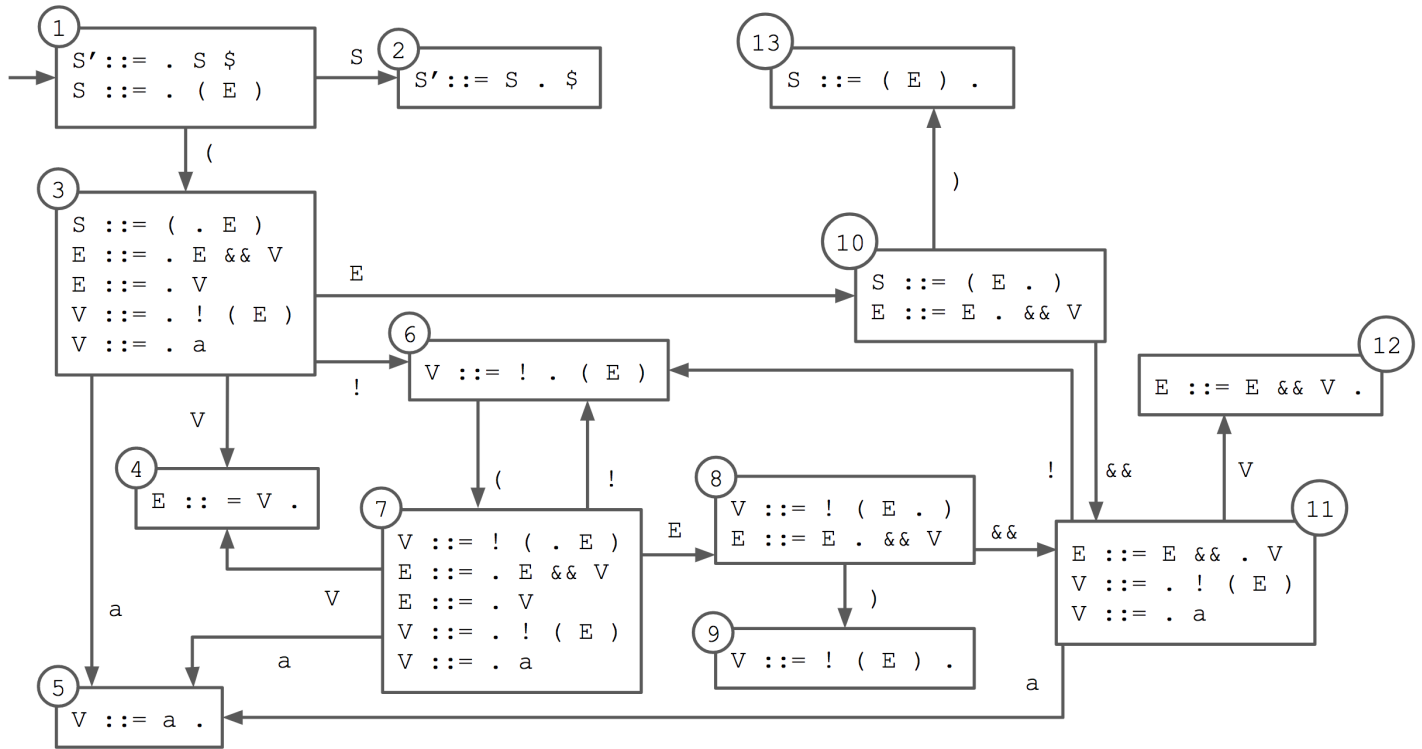 1
S'::= . S $
S ::= . ( E )
S
2
S'::= S . $
13
S ::= ( E ) .
(
)
3
S ::= ( . E )
E ::= . E && V
E ::= . V
V ::= . ! ( E )
V ::= . a
E
10
S ::= ( E . )
E ::= E . && V
!
6
V ::= ! . ( E )
12
E ::= E && V .
V
4
E :: = V .
(
!
!
&&
V
7
V ::= ! ( . E )
E ::= . E && V
E ::= . V
V ::= . ! ( E )
V ::= . a
E
8
V ::= ! ( E . )
E ::= E . && V
&&
11
E ::= E && . V
V ::= . ! ( E )
V ::= . a
V
a
a
)
9
V ::= ! ( E ) .
a
5
V ::= a .